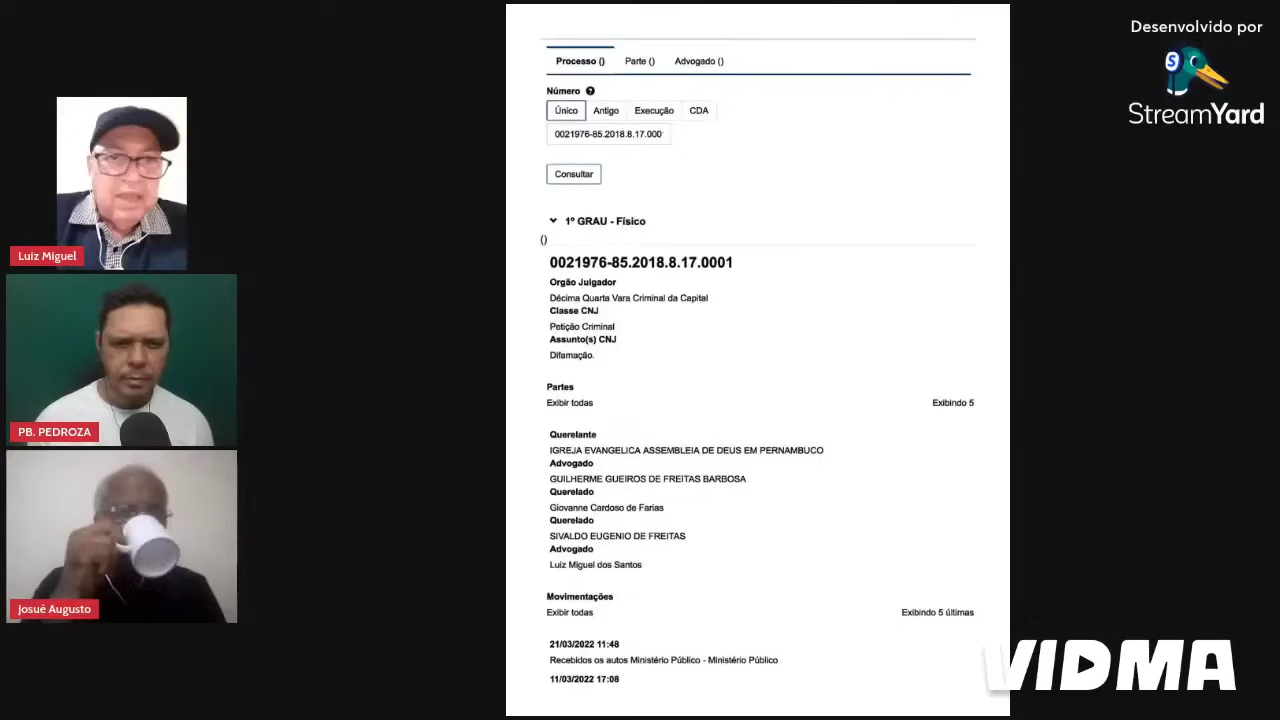 Desenvolvido por
StreamYard
Luiz Miguel
PB. PEDROZA
Josué Augusto
Processo () Parte () Advogado ()
Número ?
Único Antigo Execução CDA
0021976-85.2018.8.17.000
Consultar
1º GRAU - Físico
()
0021976-85.2018.8.17.0001
Orgão Julgador
Décima Quarta Vara Criminal da Capital
Classe CNJ
Petição Criminal
Assunto(s) CNJ
Difamação.
Partes
Exibir todas Exibindo 5
Querelante
IGREJA EVANGELICA ASSEMBLEIA DE DEUS EM PERNAMBUCO
Advogado
GUILHERME GUEIROS DE FREITAS BARBOSA
Querelado
Giovanne Cardoso de Farias
Querelado
SIVALDO EUGENIO DE FREITAS
Advogado
Luiz Miguel dos Santos
Movimentações
Exibir todas Exibindo 5 últimas
21/03/2022 11:48
Recebidos os autos Ministério Público - Ministério Público
11/03/2022 17:08
VIDMA